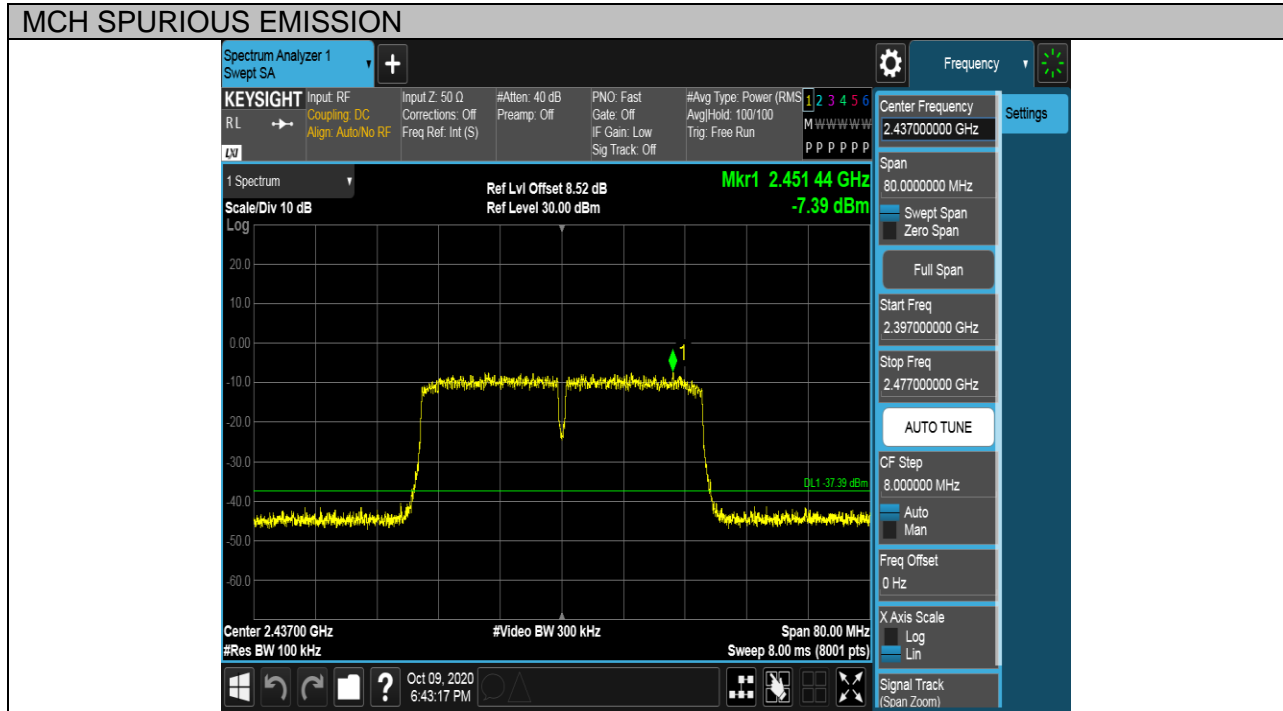 MCH SPURIOUS EMISSION
Spectrum Analyzer 1
Swept SA
+
Frequency
KEYSIGHT
RL
LXI
Input: RF
Coupling: DC
Align: Auto/No RF
Input Z: 50 Ω
Corrections: Off
Freq Ref: Int (S)
#Atten: 40 dB
Preamp: Off
PNO: Fast
Gate: Off
IF Gain: Low
Sig Track: Off
#Avg Type: Power (RMS
Avg|Hold: 100/100
Trig: Free Run
1 2 3 4 5 6
M W W W W W
P P P P P P
1 Spectrum
Scale/Div 10 dB
Log
Ref Lvl Offset 8.52 dB
Ref Level 30.00 dBm
Mkr1 2.451 44 GHz
-7.39 dBm
20.0
10.0
0.00
-10.0
-20.0
-30.0
-40.0
-50.0
-60.0
1
DL1 -37.39 dBm
Center 2.43700 GHz
#Res BW 100 kHz
#Video BW 300 kHz
Span 80.00 MHz
Sweep 8.00 ms (8001 pts)
?
Oct 09, 2020
6:43:17 PM
Center Frequency
2.437000000 GHz
Settings
Span
80.0000000 MHz
Swept Span
Zero Span
Full Span
Start Freq
2.397000000 GHz
Stop Freq
2.477000000 GHz
AUTO TUNE
CF Step
8.000000 MHz
Auto
Man
Freq Offset
0 Hz
X Axis Scale
Log
Lin
Signal Track
(Span Zoom)